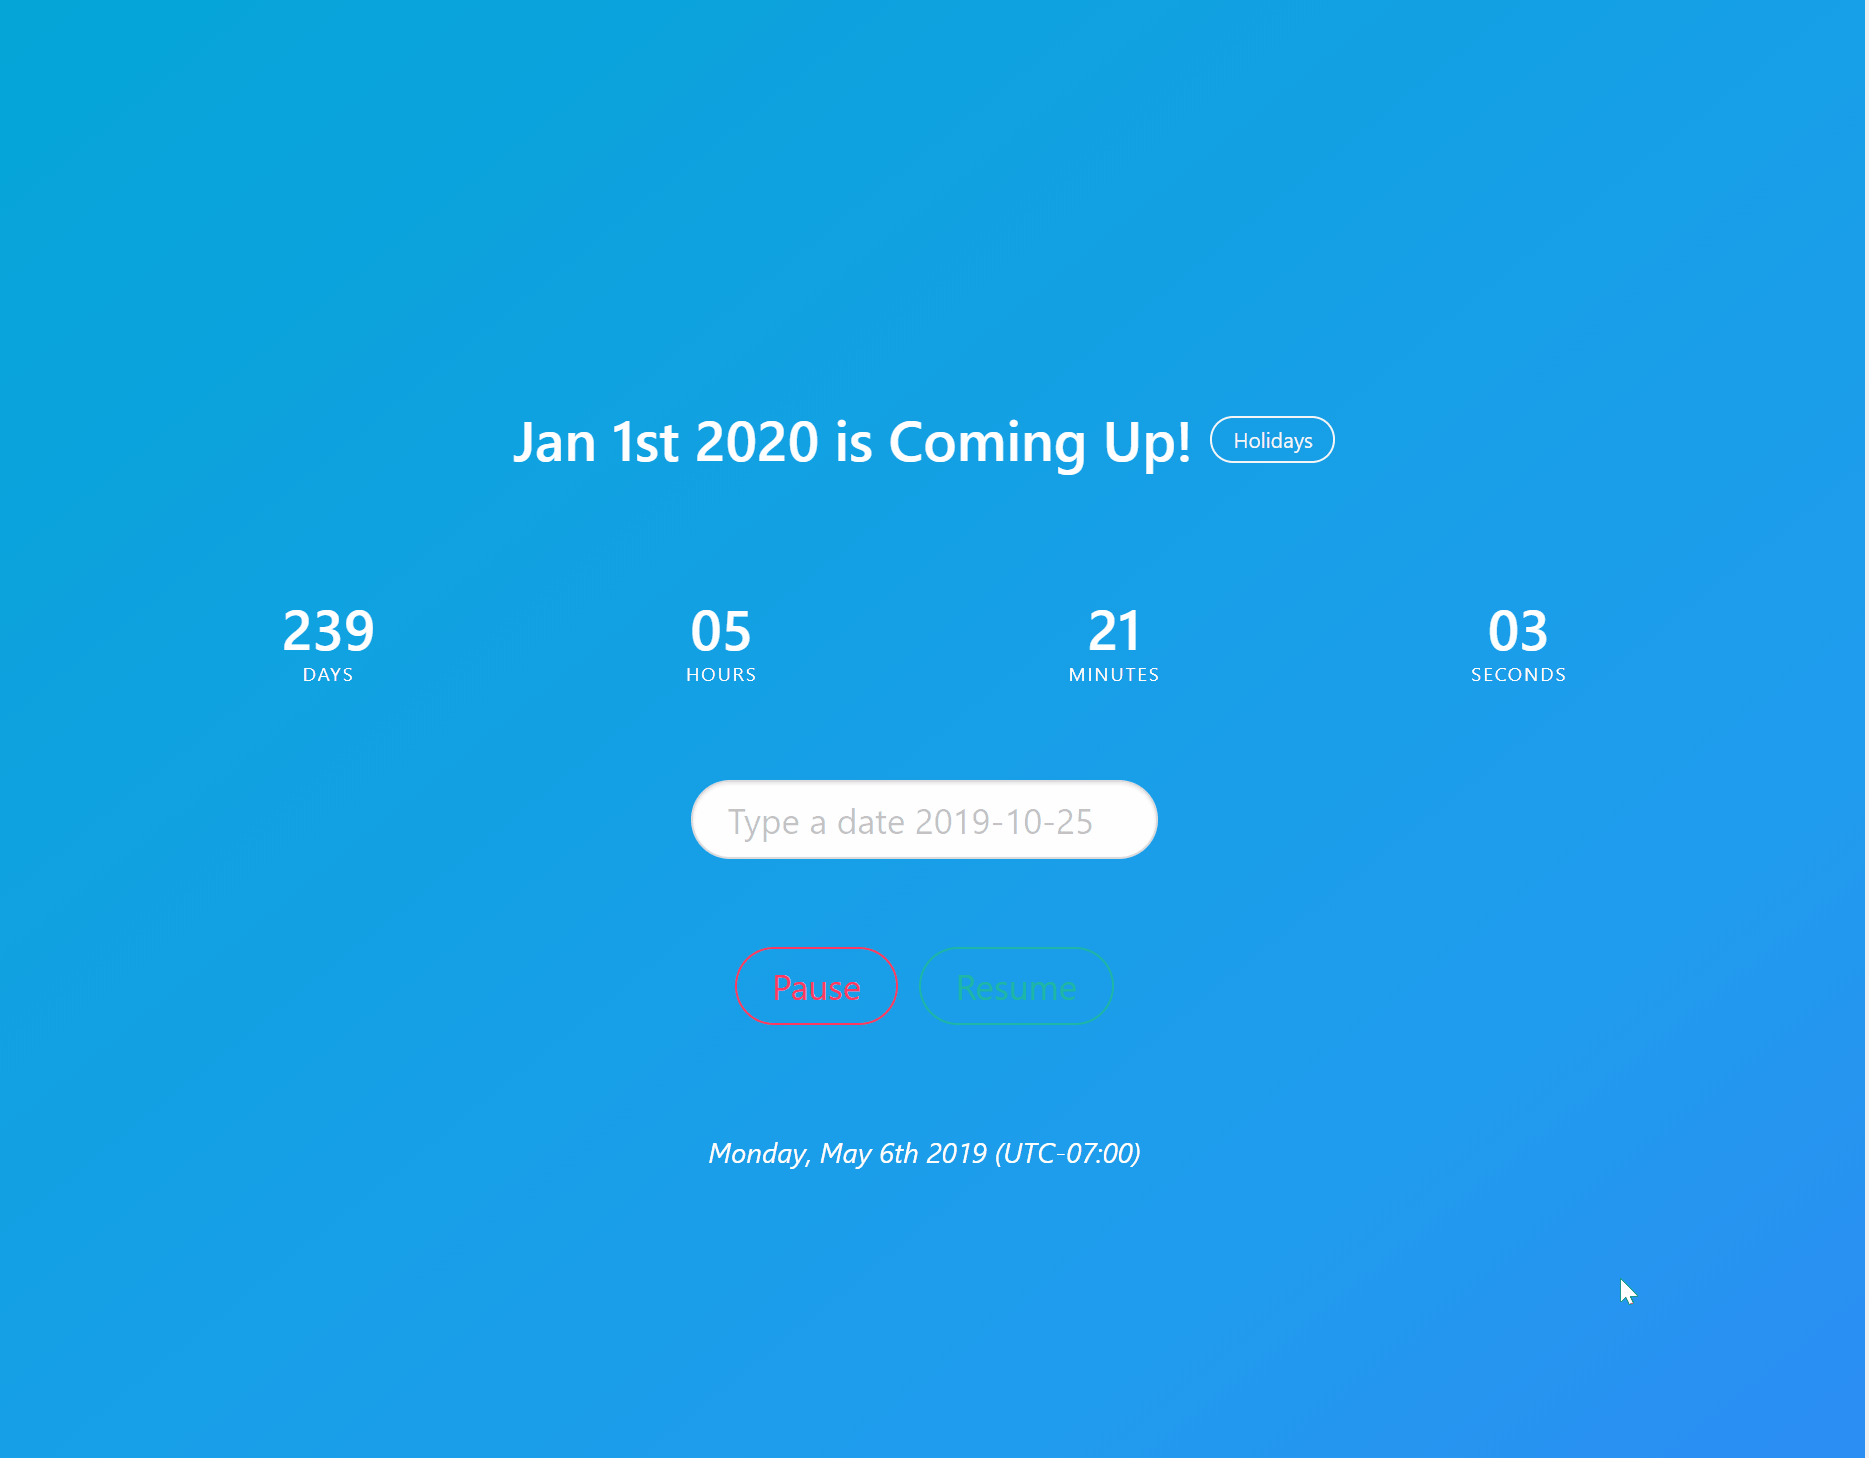 Jan 1st 2020 is Coming Up! Holidays
239 05 21 03
DAYS HOURS MINUTES SECONDS
Type a date 2019-10-25
Pause Resume
Monday, May 6th 2019 (UTC-07:00)